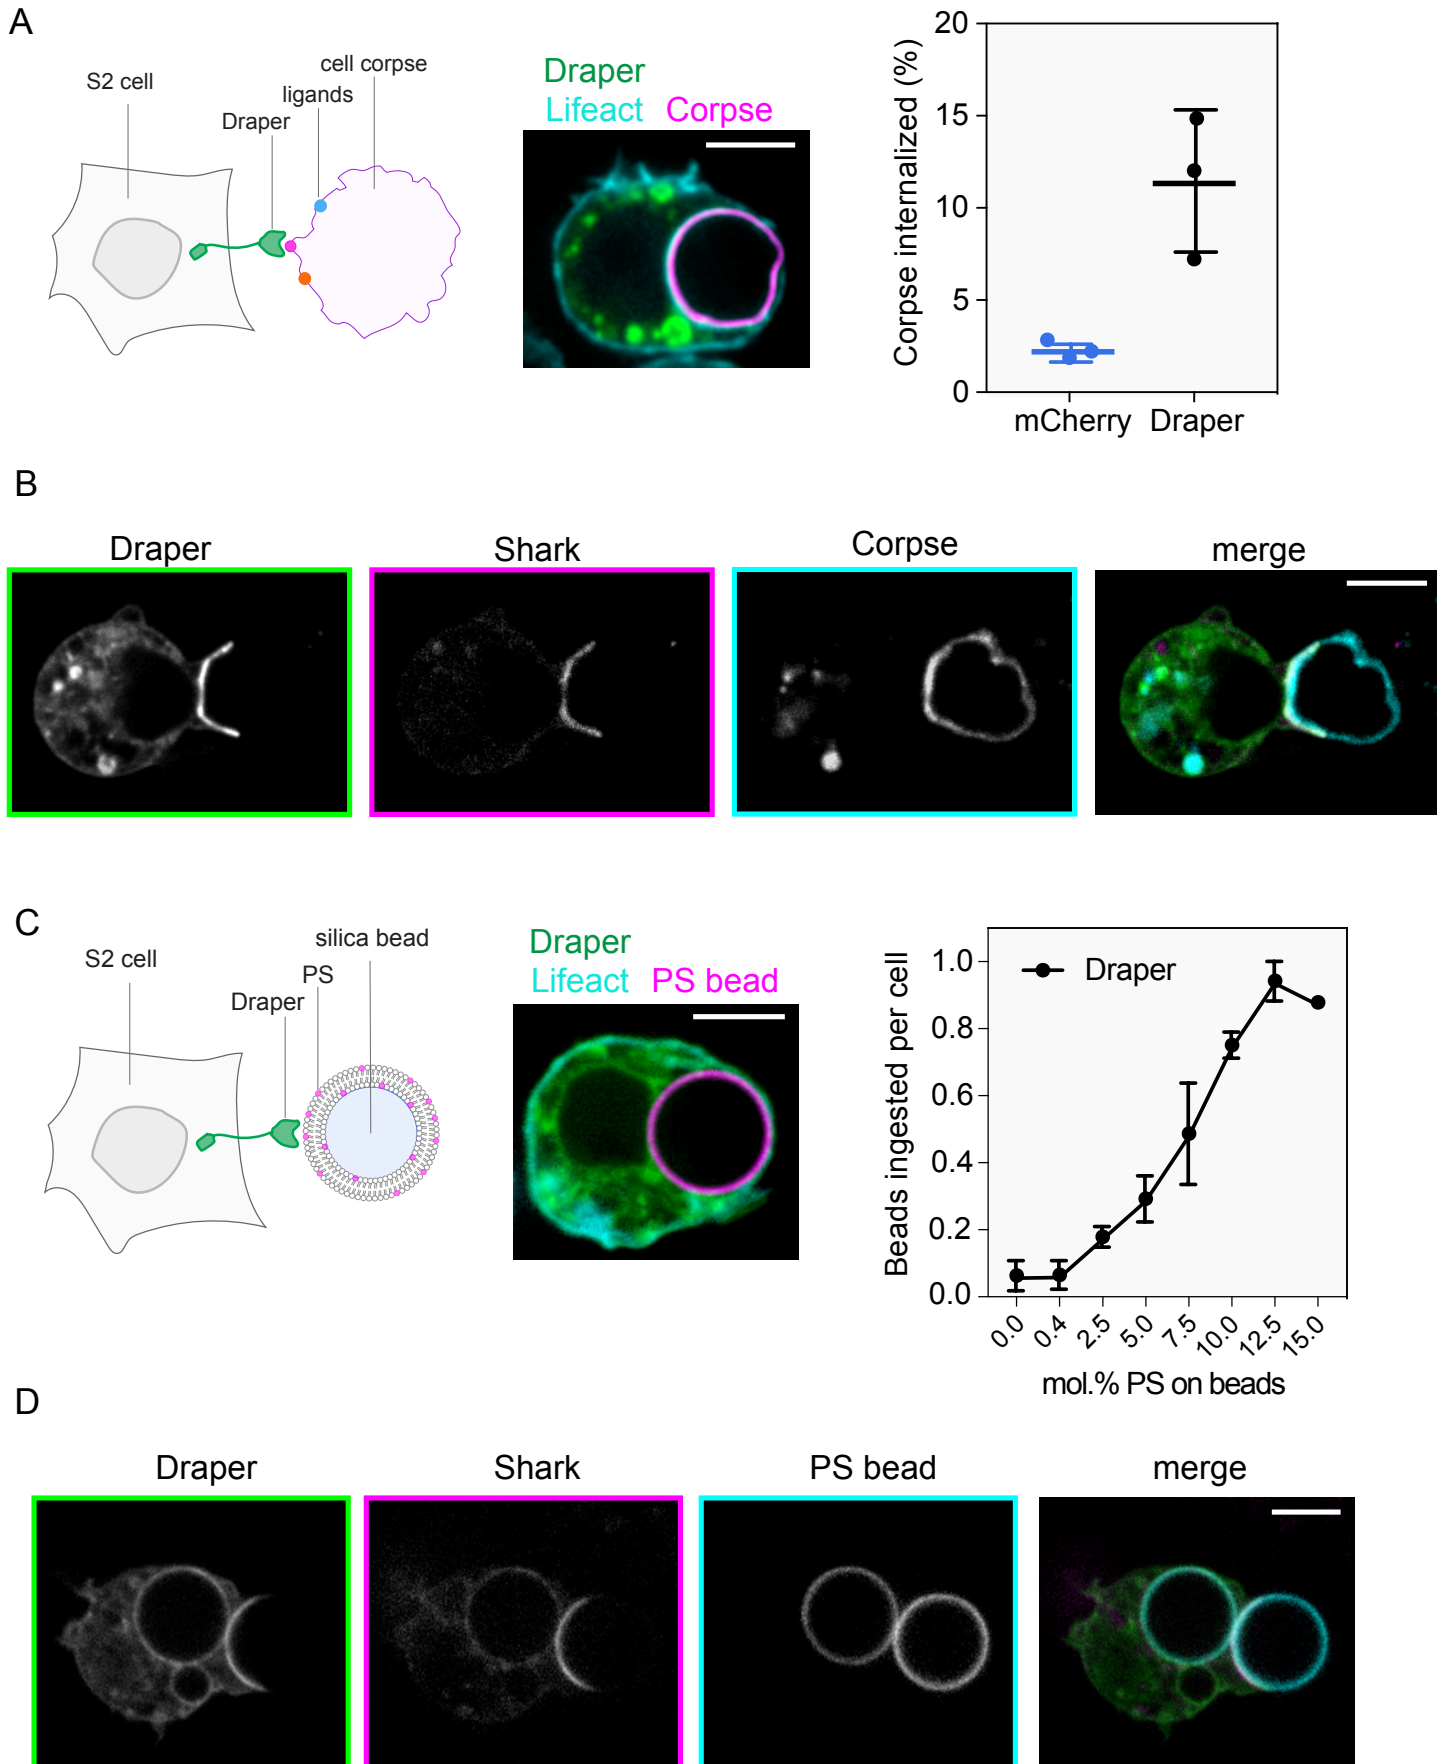 A
S2 cell
cell corpse
ligands
Draper
Draper
Lifeact Corpse
Corpse internalized (%)
20
15
10
5
0
mCherry Draper
B
Draper
Shark
Corpse
merge
C
S2 cell
silica bead
PS
Draper
Draper
Lifeact PS bead
Beads ingested per cell
Draper
1.0
0.8
0.6
0.4
0.2
0.0
0.0 0.4 2.5 5.0 7.5 10.0 12.5 15.0
mol.% PS on beads
D
Draper
Shark
PS bead
merge